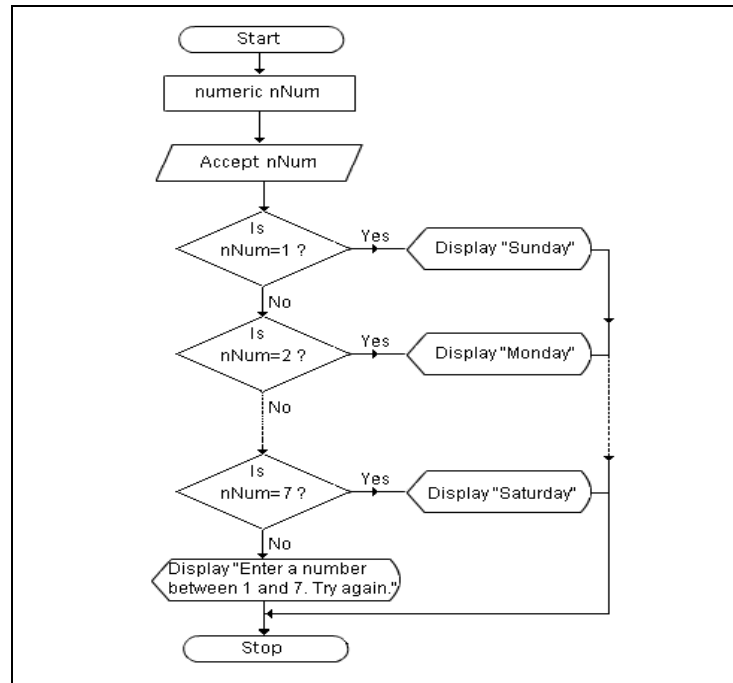 Start
numeric nNum
Accept nNum
Is
nNum=1 ?
Yes
Display "Sunday"
No
Is
nNum=2 ?
Yes
Display "Monday"
No
Is
nNum=7 ?
Yes
Display "Saturday"
No
Display "Enter a number
between 1 and 7. Try again."
Stop